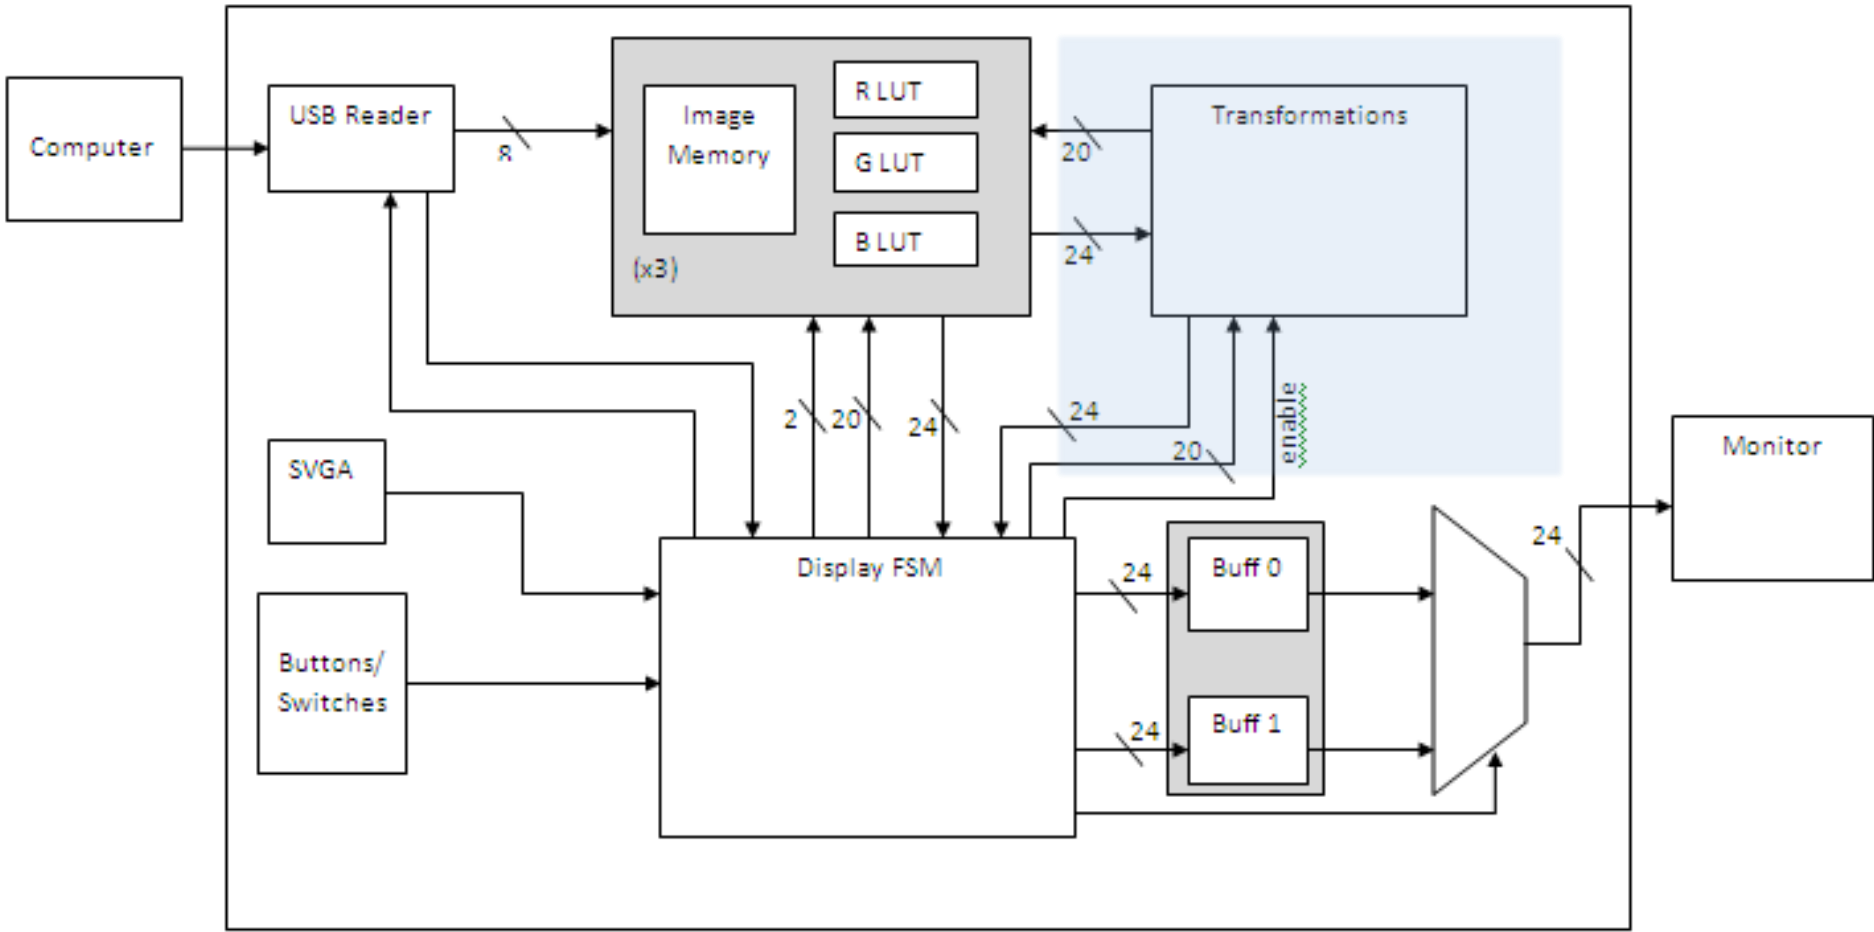 Computer
USB Reader
8
Image
Memory
(x3)
R LUT
G LUT
B LUT
20
24
Transformations
2
20
24
24
20
enable
SVGA
Buttons/
Switches
Display FSM
24
Buff 0
24
Buff 1
24
Monitor